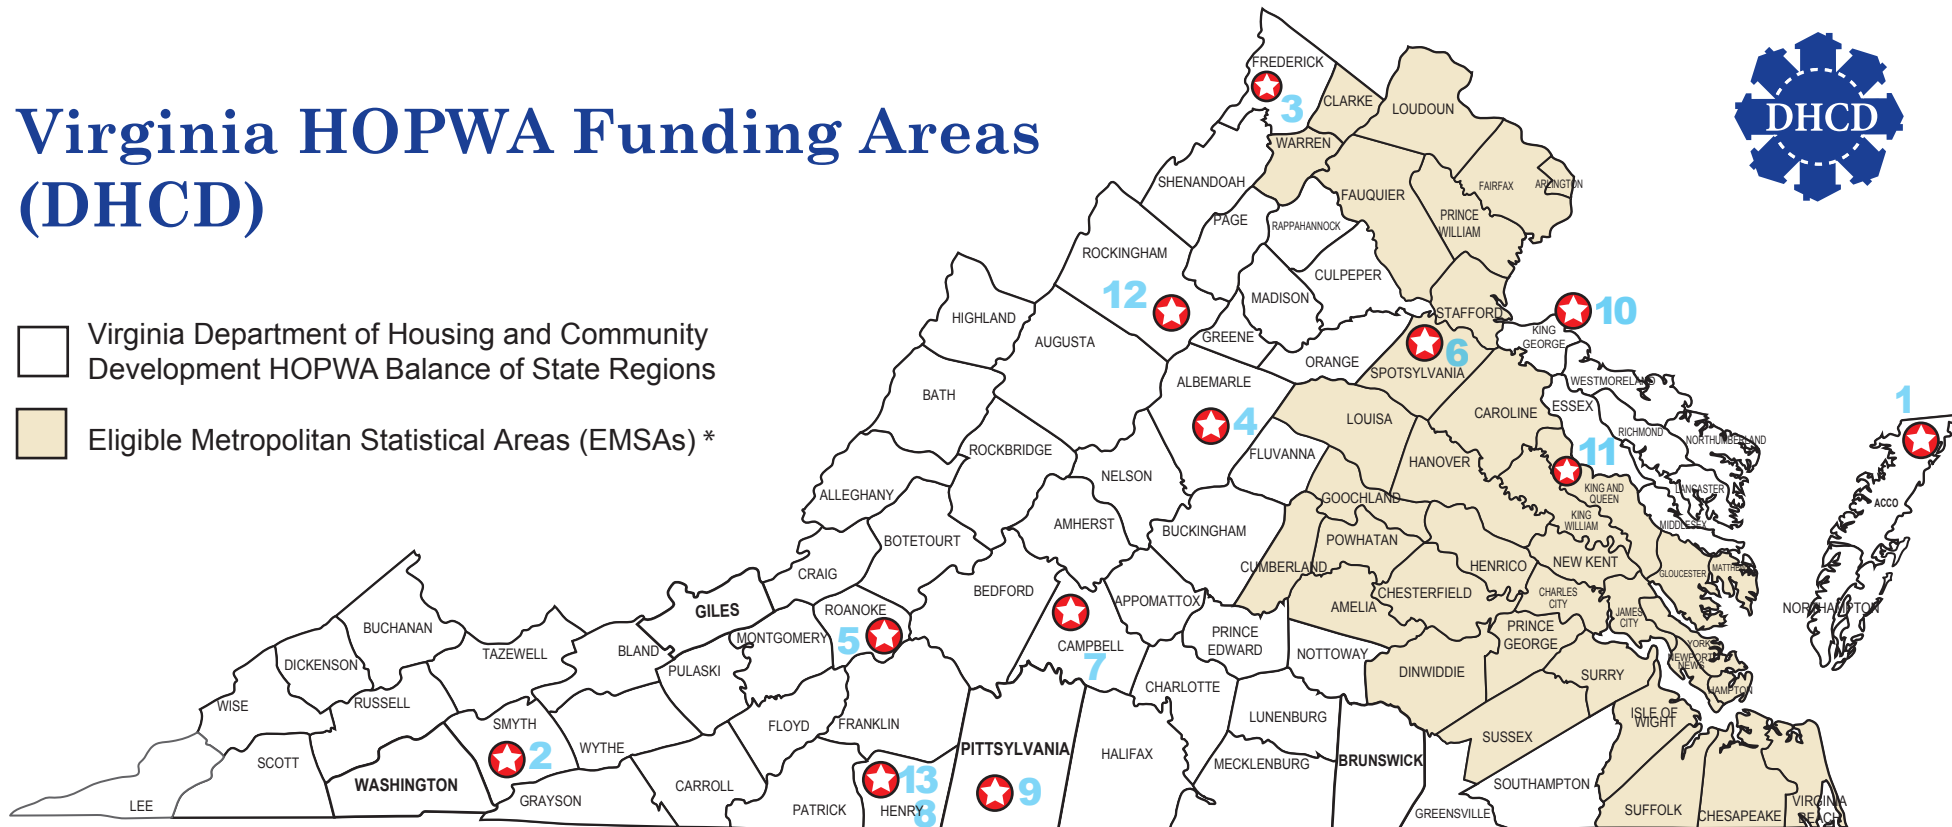 Virginia HOPWA Funding Areas
(DHCD)
DHCD
Virginia Department of Housing and Community
Development HOPWA Balance of State Regions
Eligible Metropolitan Statistical Areas (EMSAs) *
FREDERICK
3
CLARKE
LOUDOUN
WARREN
SHENANDOAH
FAUQUIER
FAIRFAX
ARLINGTON
PAGE
RAPPAHANNOCK
PRINCE
WILLIAM
ROCKINGHAM
12
CULPEPER
MADISON
HIGHLAND
AUGUSTA
GREENE
STAFFORD
10
KING
GEORGE
ORANGE
6
SPOTSYLVANIA
BATH
ALBEMARLE
4
LOUISA
CAROLINE
WESTMORELAND
ESSEX
1
RICHMOND
NORTHUMBERLAND
ROCKBRIDGE
FLUVANNA
HANOVER
11
NELSON
ALLEGHANY
GOOCHLAND
KING AND
QUEEN
LANCASTER
ACCO
AMHERST
BUCKINGHAM
KING
WILLIAM
MIDDLESEX
BOTETOURT
POWHATAN
CUMBERLAND
HENRICO
NEW KENT
CRAIG
GLOUCESTER
MATTHE
BEDFORD
CHESTERFIELD
CHARLES
CITY
GILES
ROANOKE
5
APPOMATTOX
AMELIA
JAMES
CITY
NORTHAMPTON
BUCHANAN
MONTGOMERY
CAMPBELL
7
PRINCE
EDWARD
PRINCE
GEORGE
YORK
TAZEWELL
BLAND
NOTTOWAY
NEWPORT
NEWS
DICKENSON
PULASKI
DINWIDDIE
SURRY
HAMPTON
WISE
RUSSELL
CHARLOTTE
SMYTH
2
FLOYD
FRANKLIN
LUNENBURG
ISLE OF
WIGHT
WYTHE
PITTSYLVANIA
HALIFAX
SUSSEX
SCOTT
MECKLENBURG
BRUNSWICK
WASHINGTON
CARROLL
13
9
SOUTHAMPTON
LEE
GRAYSON
PATRICK
HENRY
8
GREENSVILLE
SUFFOLK
CHESAPEAKE
VIRGINIA
BEACH